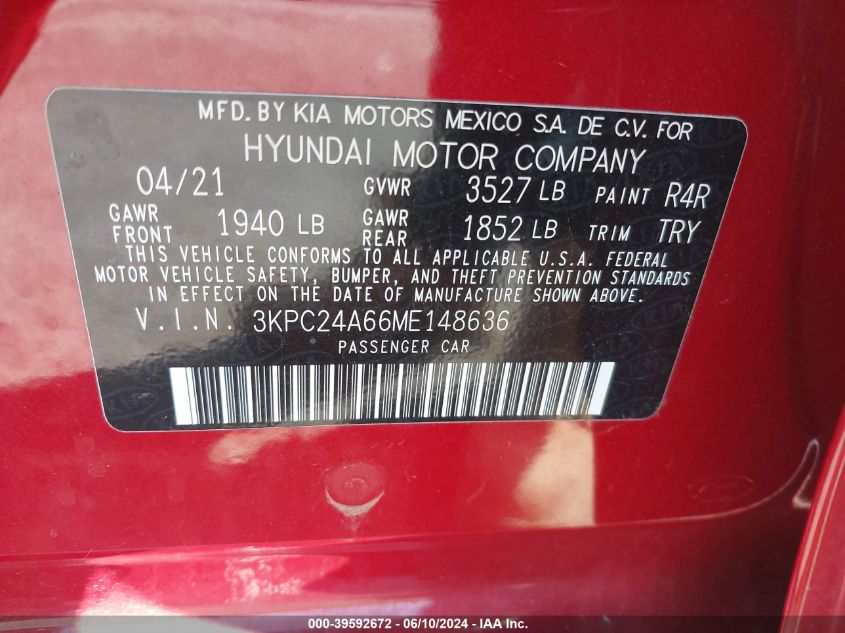 MFD. BY KIA MOTORS MEXICO S.A. DE C.V. FOR
HYUNDAI MOTOR COMPANY
04/21 GVWR 3527 LB PAINT R4R
GAWR FRONT 1940 LB GAWR REAR 1852 LB TRIM TRY
THIS VEHICLE CONFORMS TO ALL APPLICABLE U.S.A. FEDERAL
MOTOR VEHICLE SAFETY, BUMPER, AND THEFT PREVENTION STANDARDS
IN EFFECT ON THE DATE OF MANUFACTURE SHOWN ABOVE.
V.I.N. 3KPC24A66ME148636
PASSENGER CAR
000-39592672 - 06/10/2024 - IAA Inc.